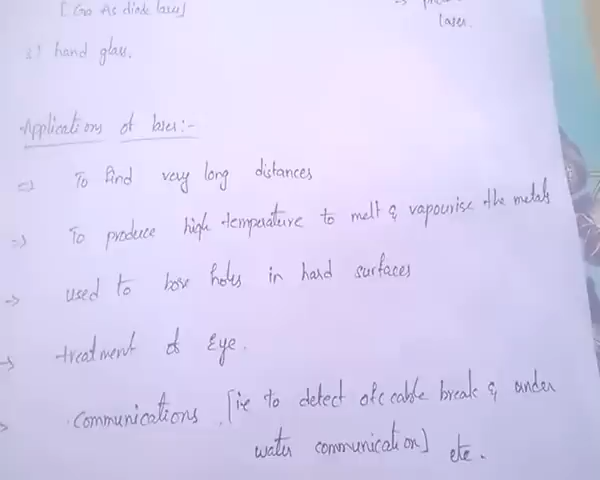 [Ga As diode laser]
laser.
3) hand glass.
Applications of laser:-
⇒ To find very long distances
⇒ To produce high temperature to melt & vapourise the metals
→ used to bore holes in hard surfaces
→ treatment of Eye.
→ Communications [ie to detect ofc cable break & under
water communication] etc.